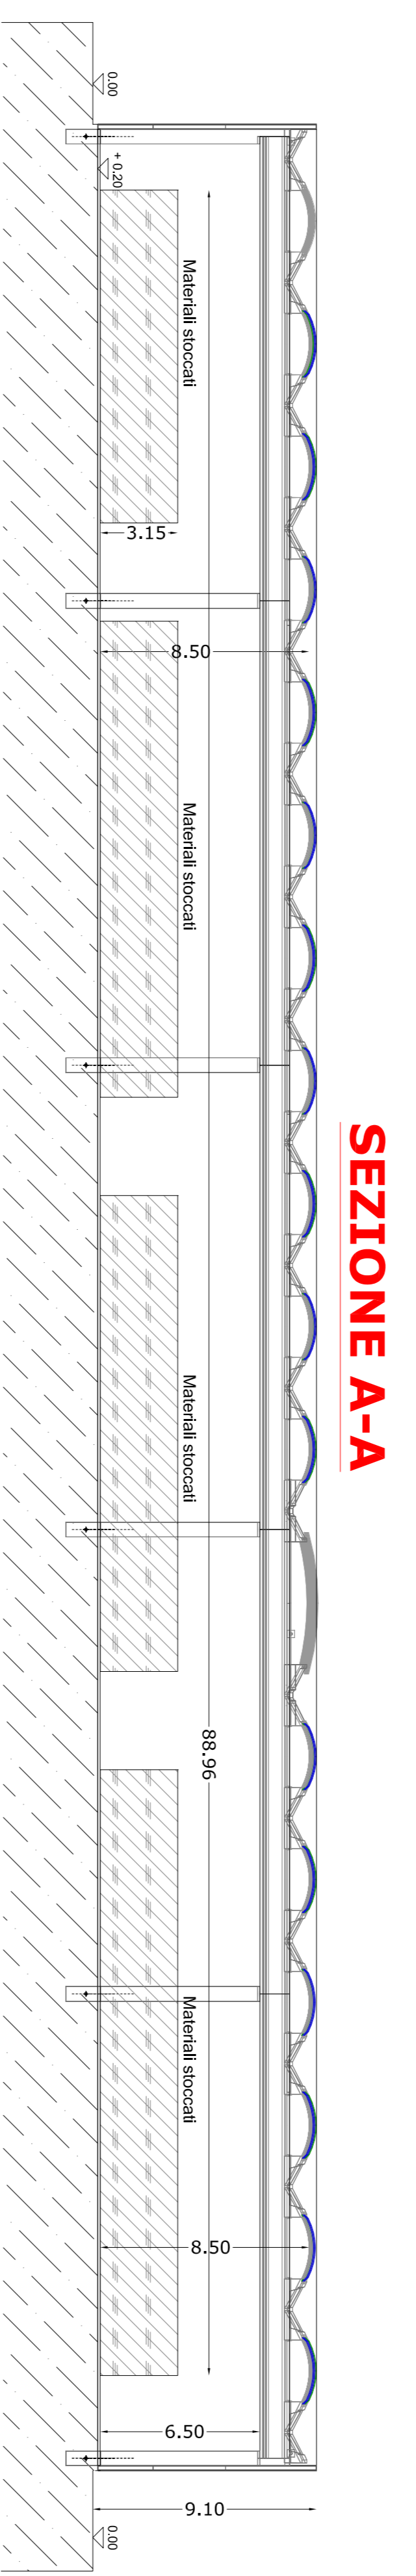 SEZIONE A-A
0.00
+ 0.20
Materiali stoccati
3.15
8.50
Materiali stoccati
Materiali stoccati
88.96
Materiali stoccati
8.50
6.50
9.10
0.00